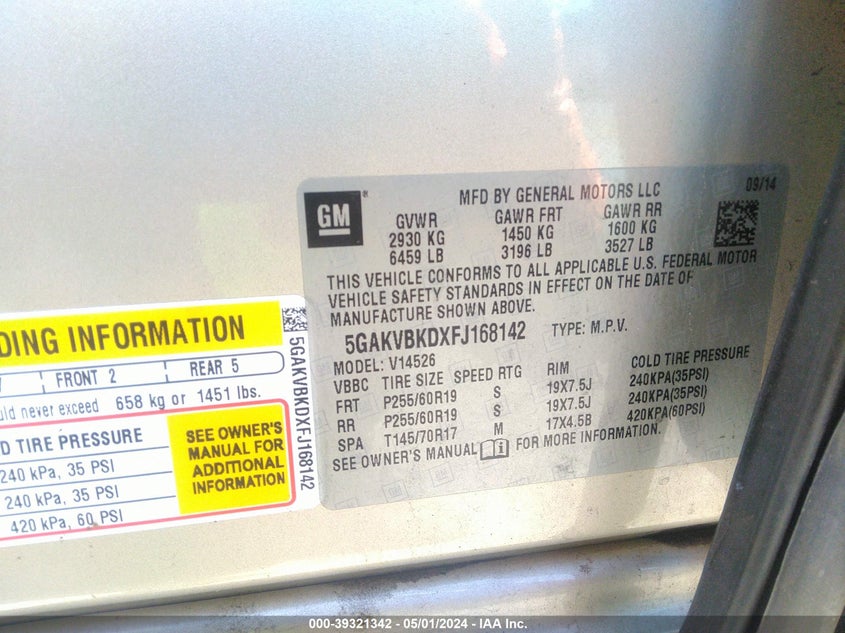 MFD BY GENERAL MOTORS LLC 09/14
GM®
GVWR GAWR FRT GAWR RR
2930 KG 1450 KG 1600 KG
6459 LB 3196 LB 3527 LB
THIS VEHICLE CONFORMS TO ALL APPLICABLE U.S. FEDERAL MOTOR
VEHICLE SAFETY STANDARDS IN EFFECT ON THE DATE OF
MANUFACTURE SHOWN ABOVE.
5GAKVBKDXFJ168142 TYPE: M.P.V.
MODEL: V14526
VBBC TIRE SIZE SPEED RTG RIM COLD TIRE PRESSURE
FRT P255/60R19 S 19X7.5J 240KPA(35PSI)
RR P255/60R19 S 19X7.5J 240KPA(35PSI)
SPA T145/70R17 M 17X4.5B 420KPA(60PSI)
SEE OWNER'S MANUAL FOR MORE INFORMATION.
DING INFORMATION
FRONT 2 REAR 5
uld never exceed 658 kg or 1451 lbs.
D TIRE PRESSURE
240 kPa, 35 PSI
240 kPa, 35 PSI
420 kPa, 60 PSI
SEE OWNER'S
MANUAL FOR
ADDITIONAL
INFORMATION
5GAKVBKDXFJ168142
000-39321342 - 05/01/2024 - IAA Inc.